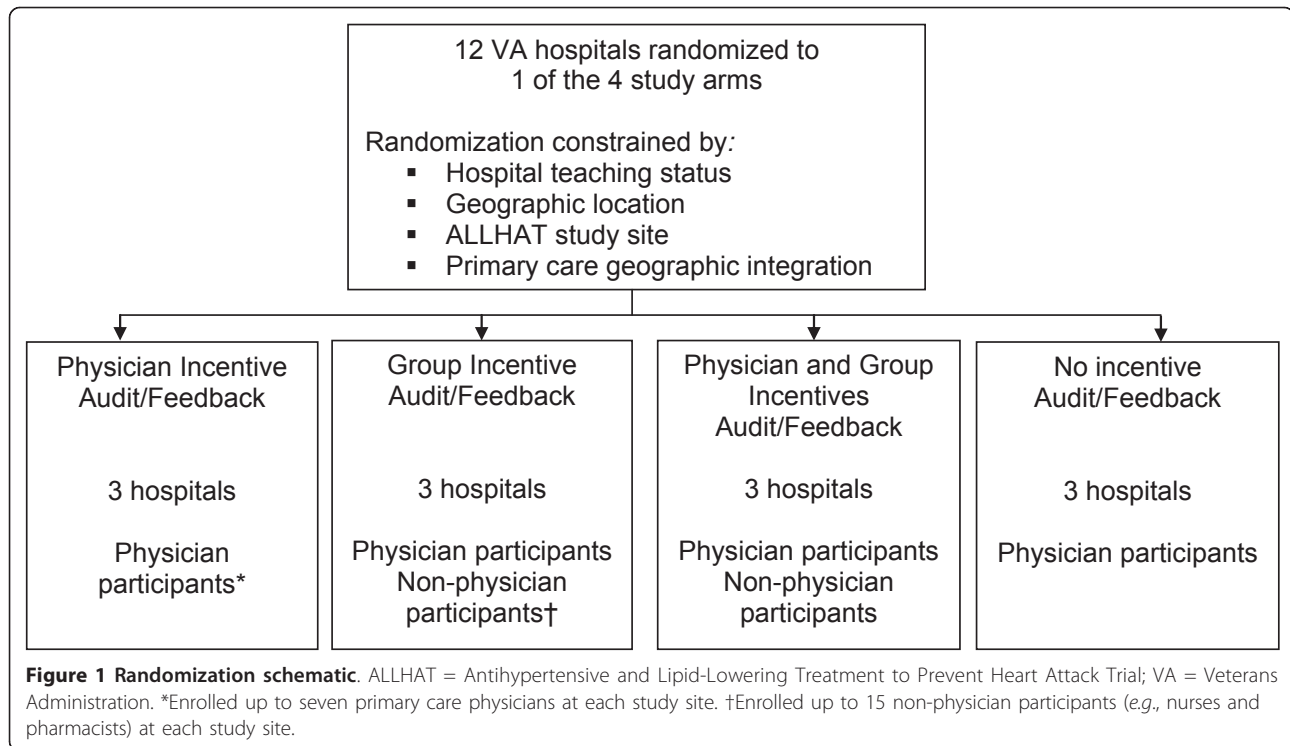 12 VA hospitals randomized to
1 of the 4 study arms
Randomization constrained by:
▪ Hospital teaching status
▪ Geographic location
▪ ALLHAT study site
▪ Primary care geographic integration
Physician Incentive
Audit/Feedback
3 hospitals
Physician
participants*
Group Incentive
Audit/Feedback
3 hospitals
Physician participants
Non-physician
participants†
Physician and Group
Incentives
Audit/Feedback
3 hospitals
Physician participants
Non-physician
participants
No incentive
Audit/Feedback
3 hospitals
Physician participants
Figure 1 Randomization schematic. ALLHAT = Antihypertensive and Lipid-Lowering Treatment to Prevent Heart Attack Trial; VA = Veterans
Administration. *Enrolled up to seven primary care physicians at each study site. †Enrolled up to 15 non-physician participants (e.g., nurses and
pharmacists) at each study site.